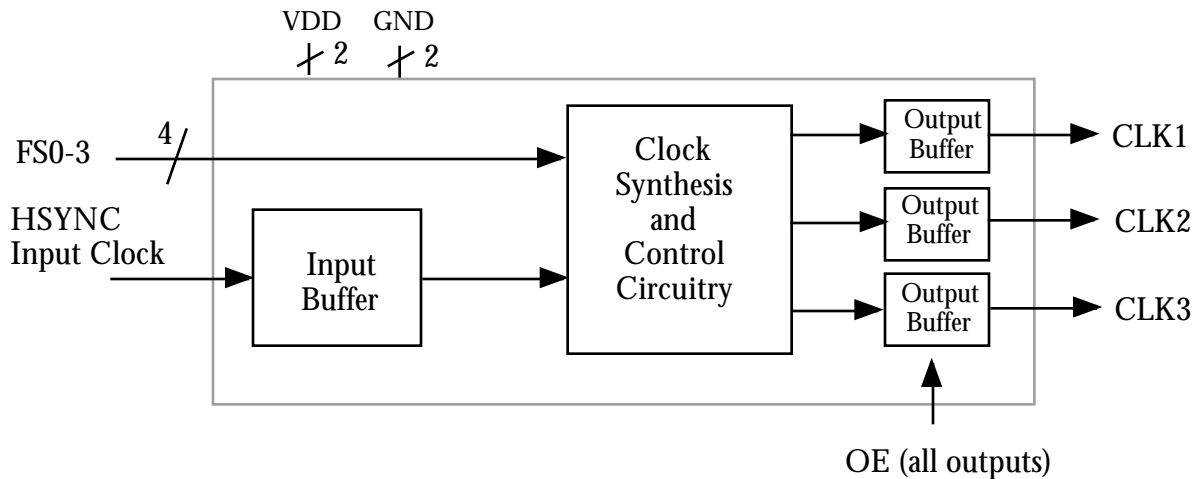 VDD GND
2 2
4
FS0-3
HSYNC
Input Clock
Input
Buffer
Clock
Synthesis
and
Control
Circuitry
Output
Buffer
CLK1
Output
Buffer
CLK2
Output
Buffer
CLK3
OE (all outputs)